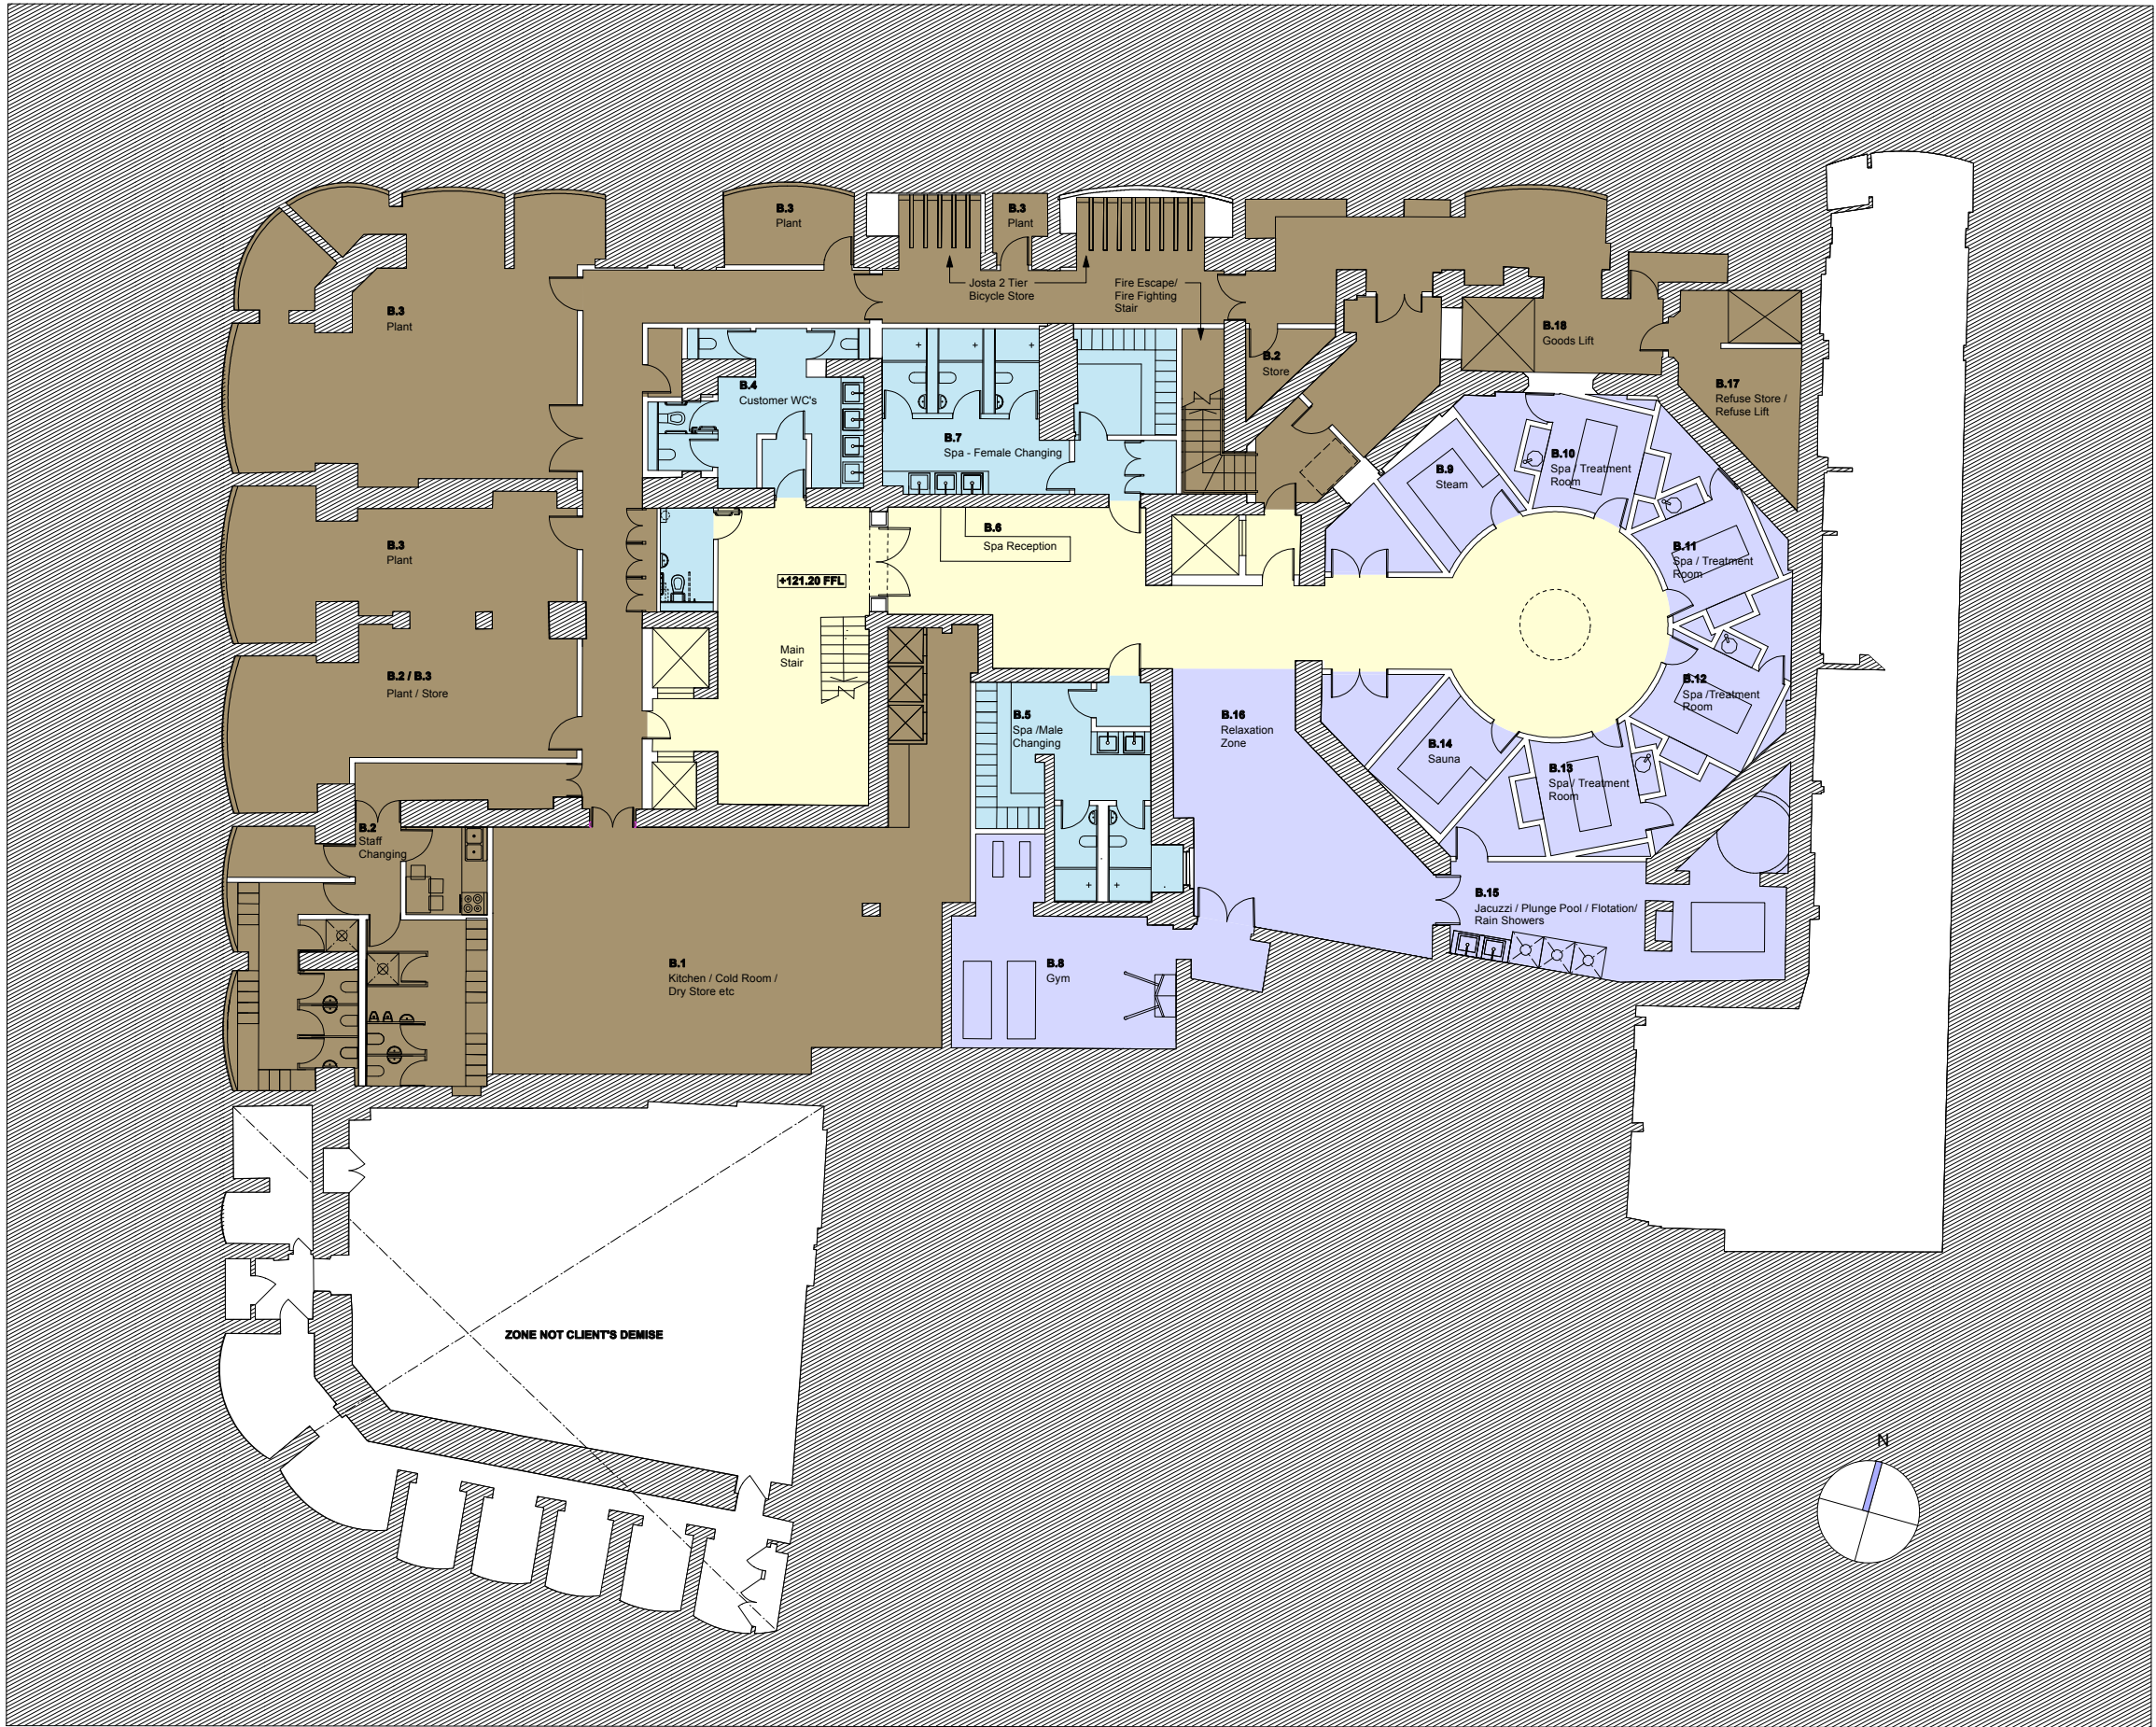 B.3
Plant
B.3
Plant
Josta 2 Tier
Bicycle Store
Fire Escape/
Fire Fighting
Stair
B.3
Plant
B.18
Goods Lift
B.2
Store
B.17
Refuse Store /
Refuse Lift
B.4
Customer WC's
B.7
Spa - Female Changing
B.9
Steam
B.10
Spa / Treatment
Room
B.6
Spa Reception
B.3
Plant
B.11
Spa / Treatment
Room
+121.20 FFL
Main
Stair
B.2 / B.3
Plant / Store
B.12
Spa /Treatment
Room
B.5
Spa /Male
Changing
B.16
Relaxation
Zone
B.14
Sauna
B.13
Spa / Treatment
Room
B.2
Staff
Changing
B.15
Jacuzzi / Plunge Pool / Flotation/
Rain Showers
B.1
Kitchen / Cold Room /
Dry Store etc
B.8
Gym
ZONE NOT CLIENT'S DEMISE
N